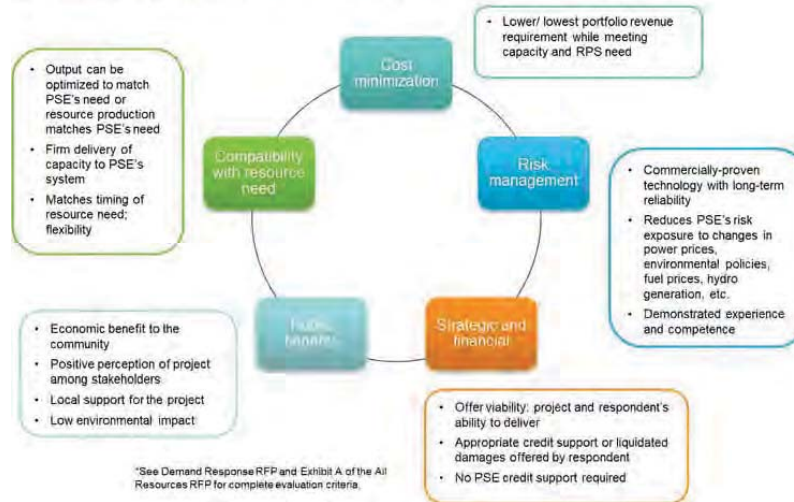 Cost
minimization
• Lower/ lowest portfolio revenue
requirement while meeting
capacity and RPS need
• Output can be
optimized to match
PSE's need or
resource production
matches PSE's need
• Firm delivery of
capacity to PSE's
system
• Matches timing of
resource need;
flexibility
Compatibility
with resource
need
Risk
management
• Commercially-proven
technology with long-term
reliability
• Reduces PSE's risk
exposure to changes in
power prices,
environmental policies,
fuel prices, hydro
generation, etc.
• Demonstrated experience
and competence
Public
benefits
• Economic benefit to the
community
• Positive perception of project
among stakeholders
• Local support for the project
• Low environmental impact
Strategic and
financial
• Offer viability: project and respondent's
ability to deliver
• Appropriate credit support or liquidated
damages offered by respondent
• No PSE credit support required
*See Demand Response RFP and Exhibit A of the All
Resources RFP for complete evaluation criteria.